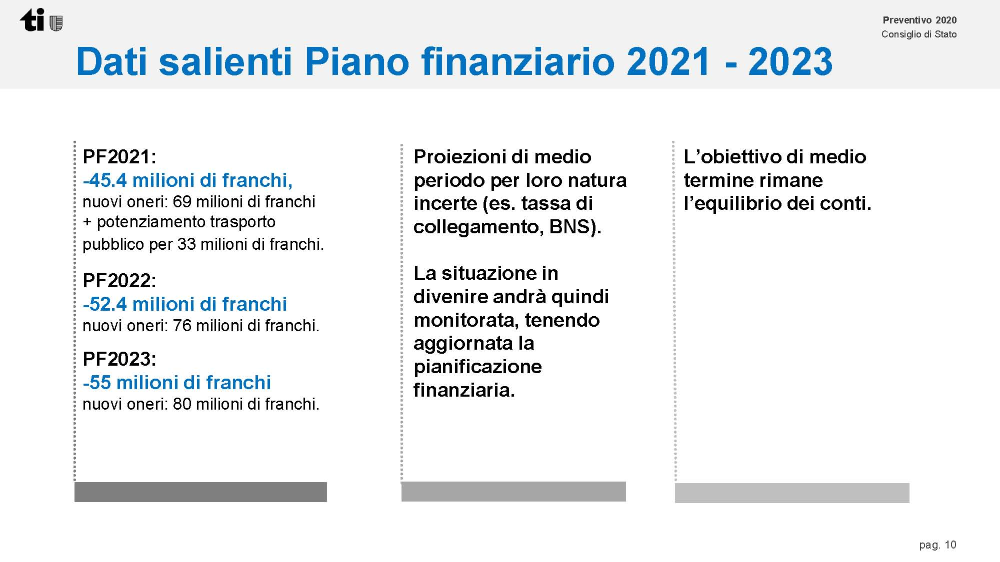 ti
Preventivo 2020
Consiglio di Stato
Dati salienti Piano finanziario 2021 - 2023
PF2021:
-45.4 milioni di franchi,
nuovi oneri: 69 milioni di franchi
+ potenziamento trasporto
pubblico per 33 milioni di franchi.
PF2022:
-52.4 milioni di franchi
nuovi oneri: 76 milioni di franchi.
PF2023:
-55 milioni di franchi
nuovi oneri: 80 milioni di franchi.
Proiezioni di medio
periodo per loro natura
incerte (es. tassa di
collegamento, BNS).
La situazione in
divenire andrà quindi
monitorata, tenendo
aggiornata la
pianificazione
finanziaria.
L’obiettivo di medio
termine rimane
l’equilibrio dei conti.
pag. 10